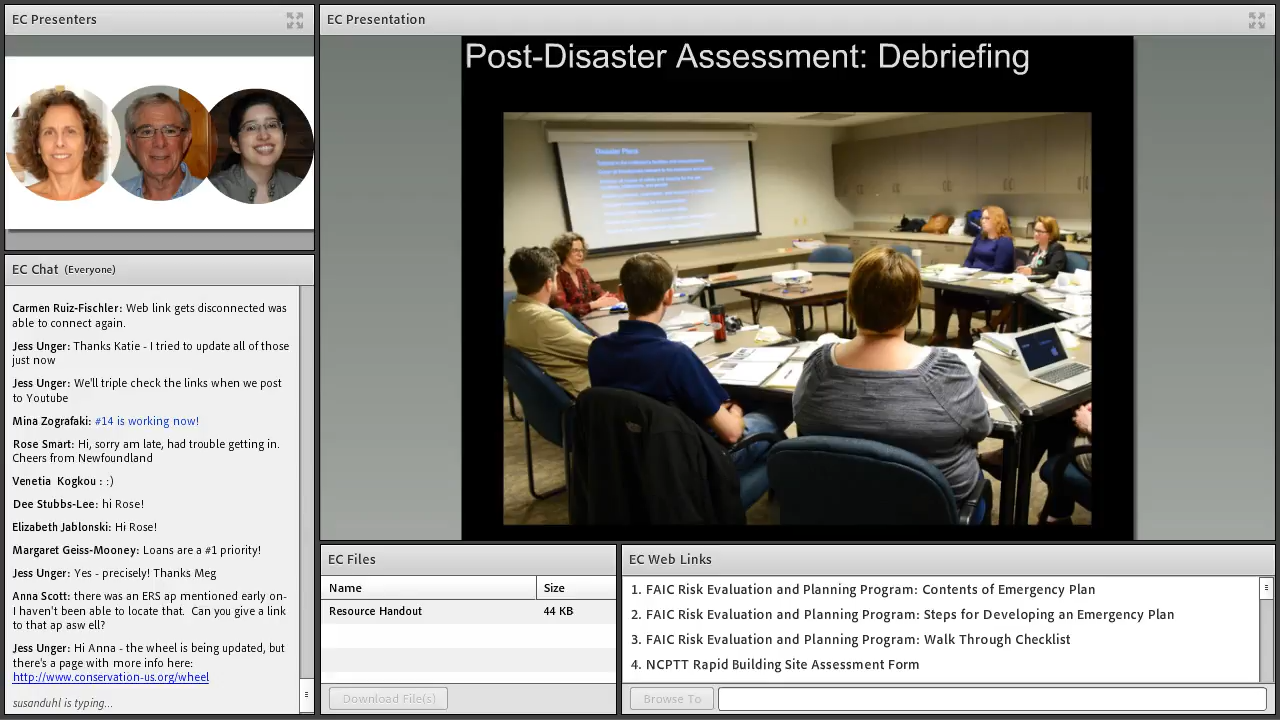 EC Presenters
EC Presentation
Post-Disaster Assessment: Debriefing
Disaster Plans
EC Chat (Everyone)
Carmen Ruiz-Fischler: Web link gets disconnected was
able to connect again.
Jess Unger: Thanks Katie - I tried to update all of those
just now
Jess Unger: We'll triple check the links when we post
to Youtube
Mina Zografaki: #14 is working now!
Rose Smart: Hi, sorry am late, had trouble getting in.
Cheers from Newfoundland
Venetia Kogkou : :)
Dee Stubbs-Lee: hi Rose!
Elizabeth Jablonski: Hi Rose!
Margaret Geiss-Mooney: Loans are a #1 priority!
Jess Unger: Yes - precisely! Thanks Meg
Anna Scott: there was an ERS ap mentioned early on-
I haven't been able to locate that. Can you give a link
to that ap asw ell?
Jess Unger: Hi Anna - the wheel is being updated, but
there's a page with more info here:
http://www.conservation-us.org/wheel
susanduhl is typing...
EC Files
Name Size
Resource Handout 44 KB
Download File(s)
EC Web Links
1. FAIC Risk Evaluation and Planning Program: Contents of Emergency Plan
2. FAIC Risk Evaluation and Planning Program: Steps for Developing an Emergency Plan
3. FAIC Risk Evaluation and Planning Program: Walk Through Checklist
4. NCPTT Rapid Building Site Assessment Form
Browse To